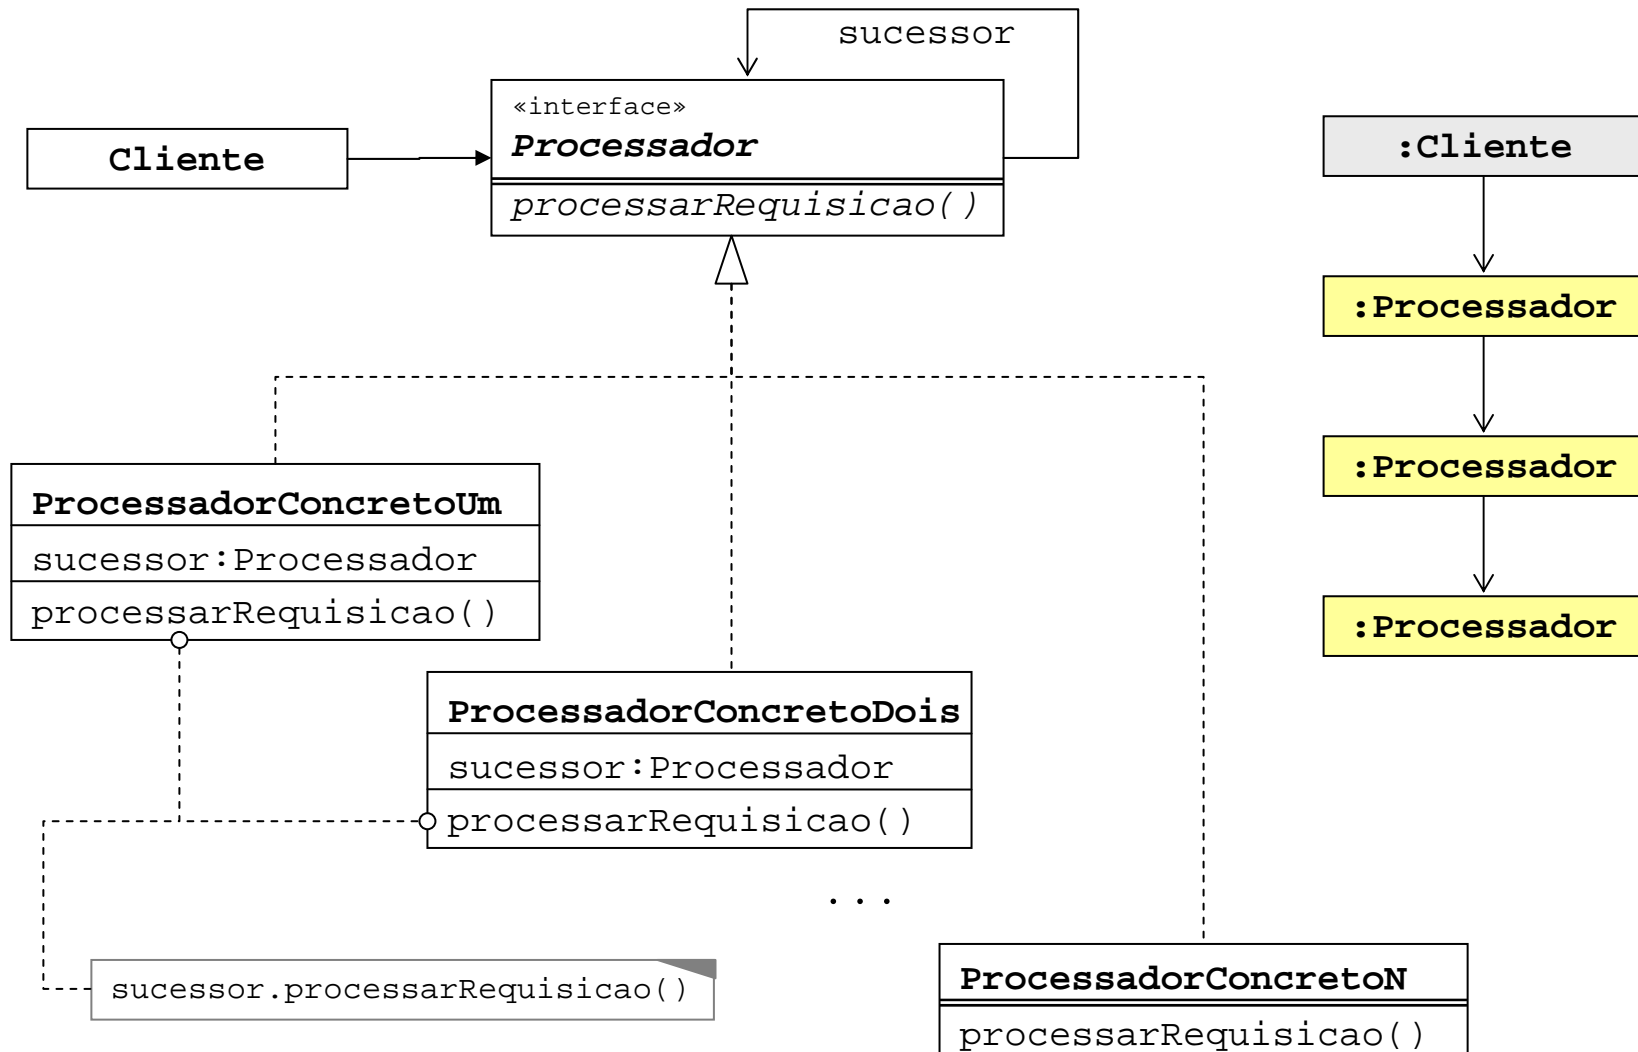 sucessor
«interface»
Processador
processarRequisicao()
Cliente
:Cliente
:Processador
:Processador
:Processador
ProcessadorConcretoUm
sucessor:Processador
processarRequisicao()
ProcessadorConcretoDois
sucessor:Processador
processarRequisicao()
...
sucessor.processarRequisicao()
ProcessadorConcretoN
processarRequisicao()